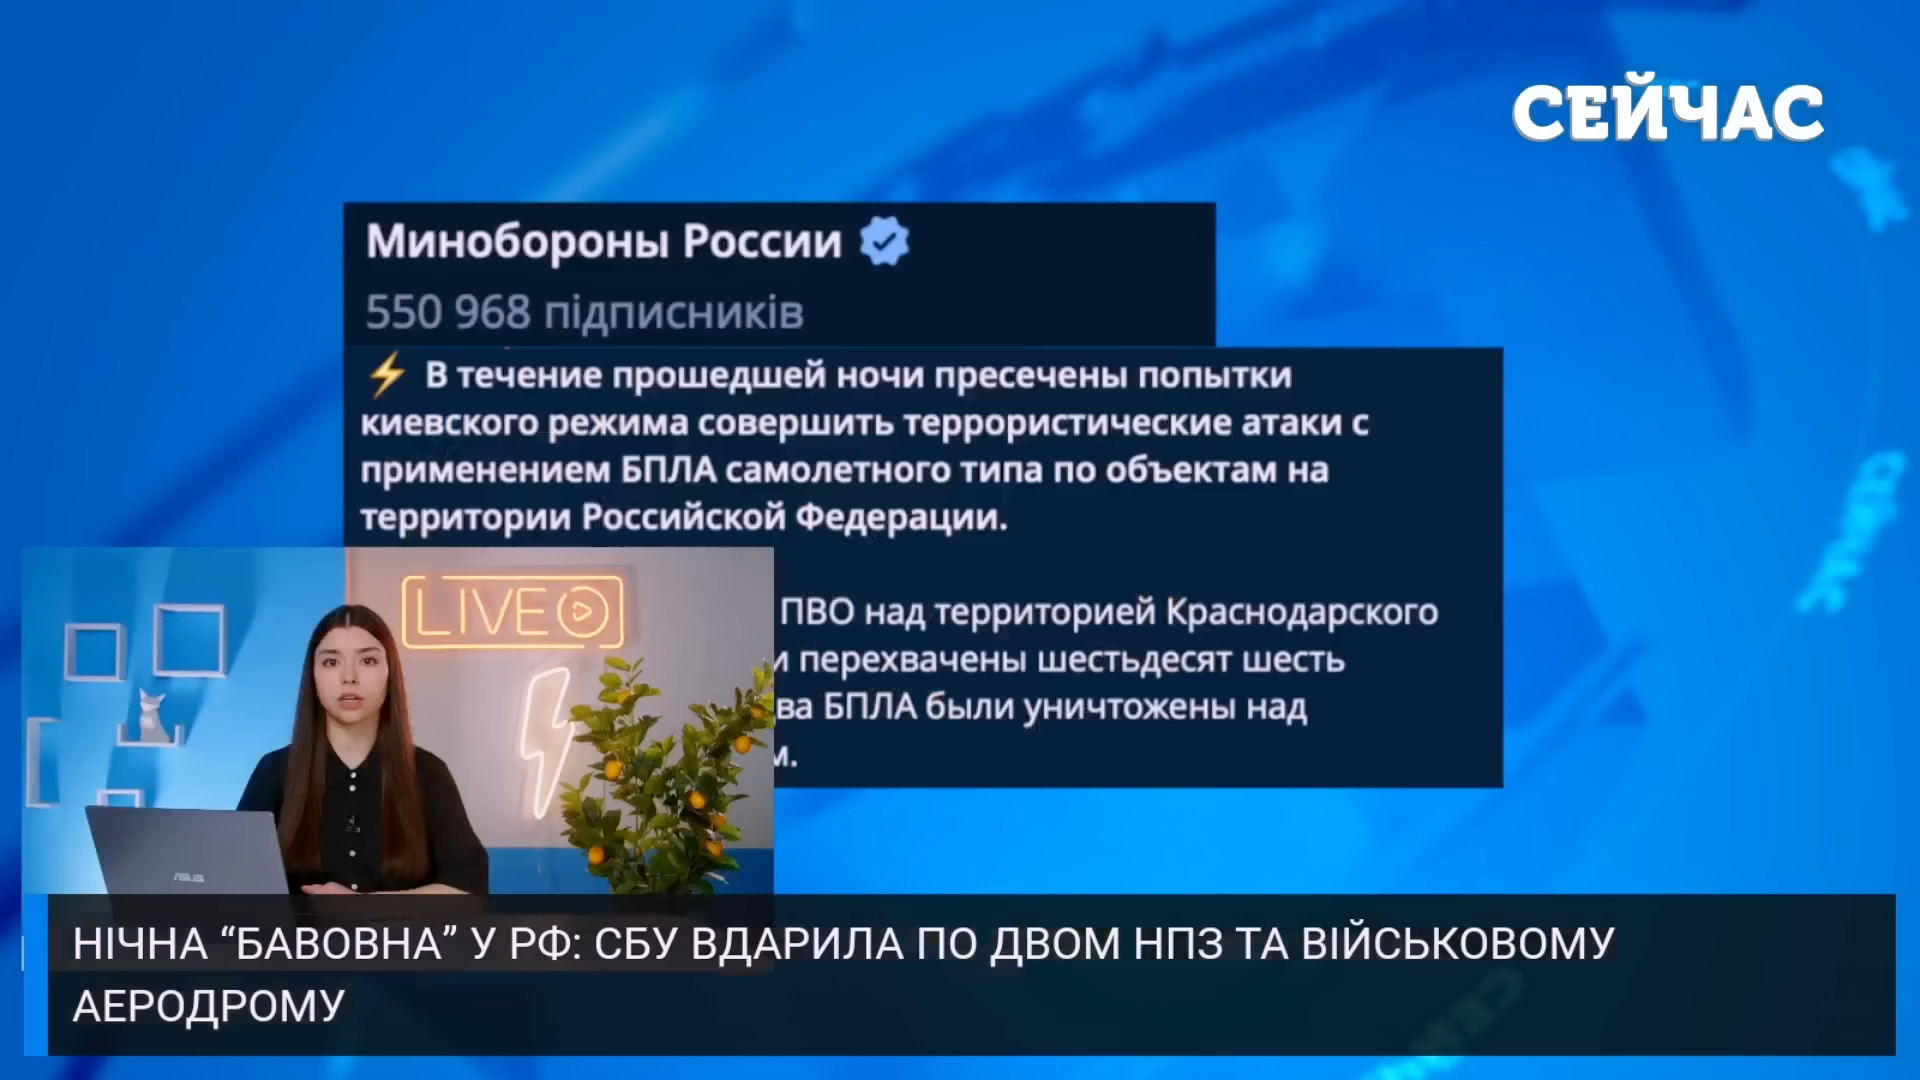 СЕЙЧАС
Минобороны России
550 968 підписників
⚡ В течение прошедшей ночи пресечены попытки
киевского режима совершить террористические атаки с
применением БПЛА самолетного типа по объектам на
территории Российской Федерации.
ПВО над территорией Краснодарского
и перехвачены шестьдесят шесть
ва БПЛА были уничтожены над
м.
LIVE
ASUS
НІЧНА “БАВОВНА” У РФ: СБУ ВДАРИЛА ПО ДВОМ НПЗ ТА ВІЙСЬКОВОМУ
АЕРОДРОМУ